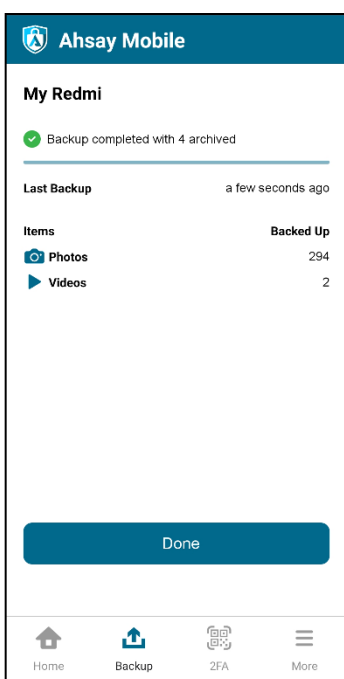 Ahsay Mobile
My Redmi
Backup completed with 4 archived
Last Backup a few seconds ago
Items Backed Up
Photos 294
Videos 2
Done
Home Backup 2FA More